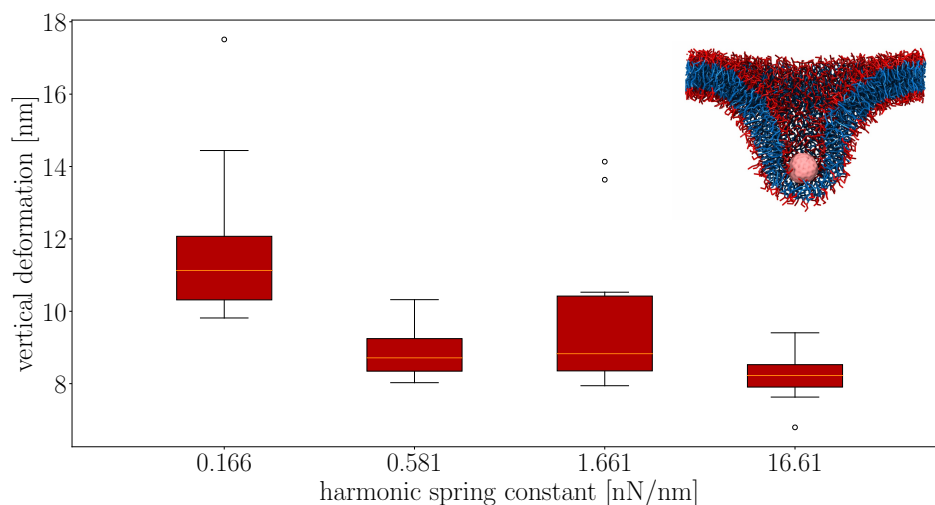 18
16
14
12
10
8
vertical deformation [nm]
0.166 0.581 1.661 16.61
harmonic spring constant [nN/nm]